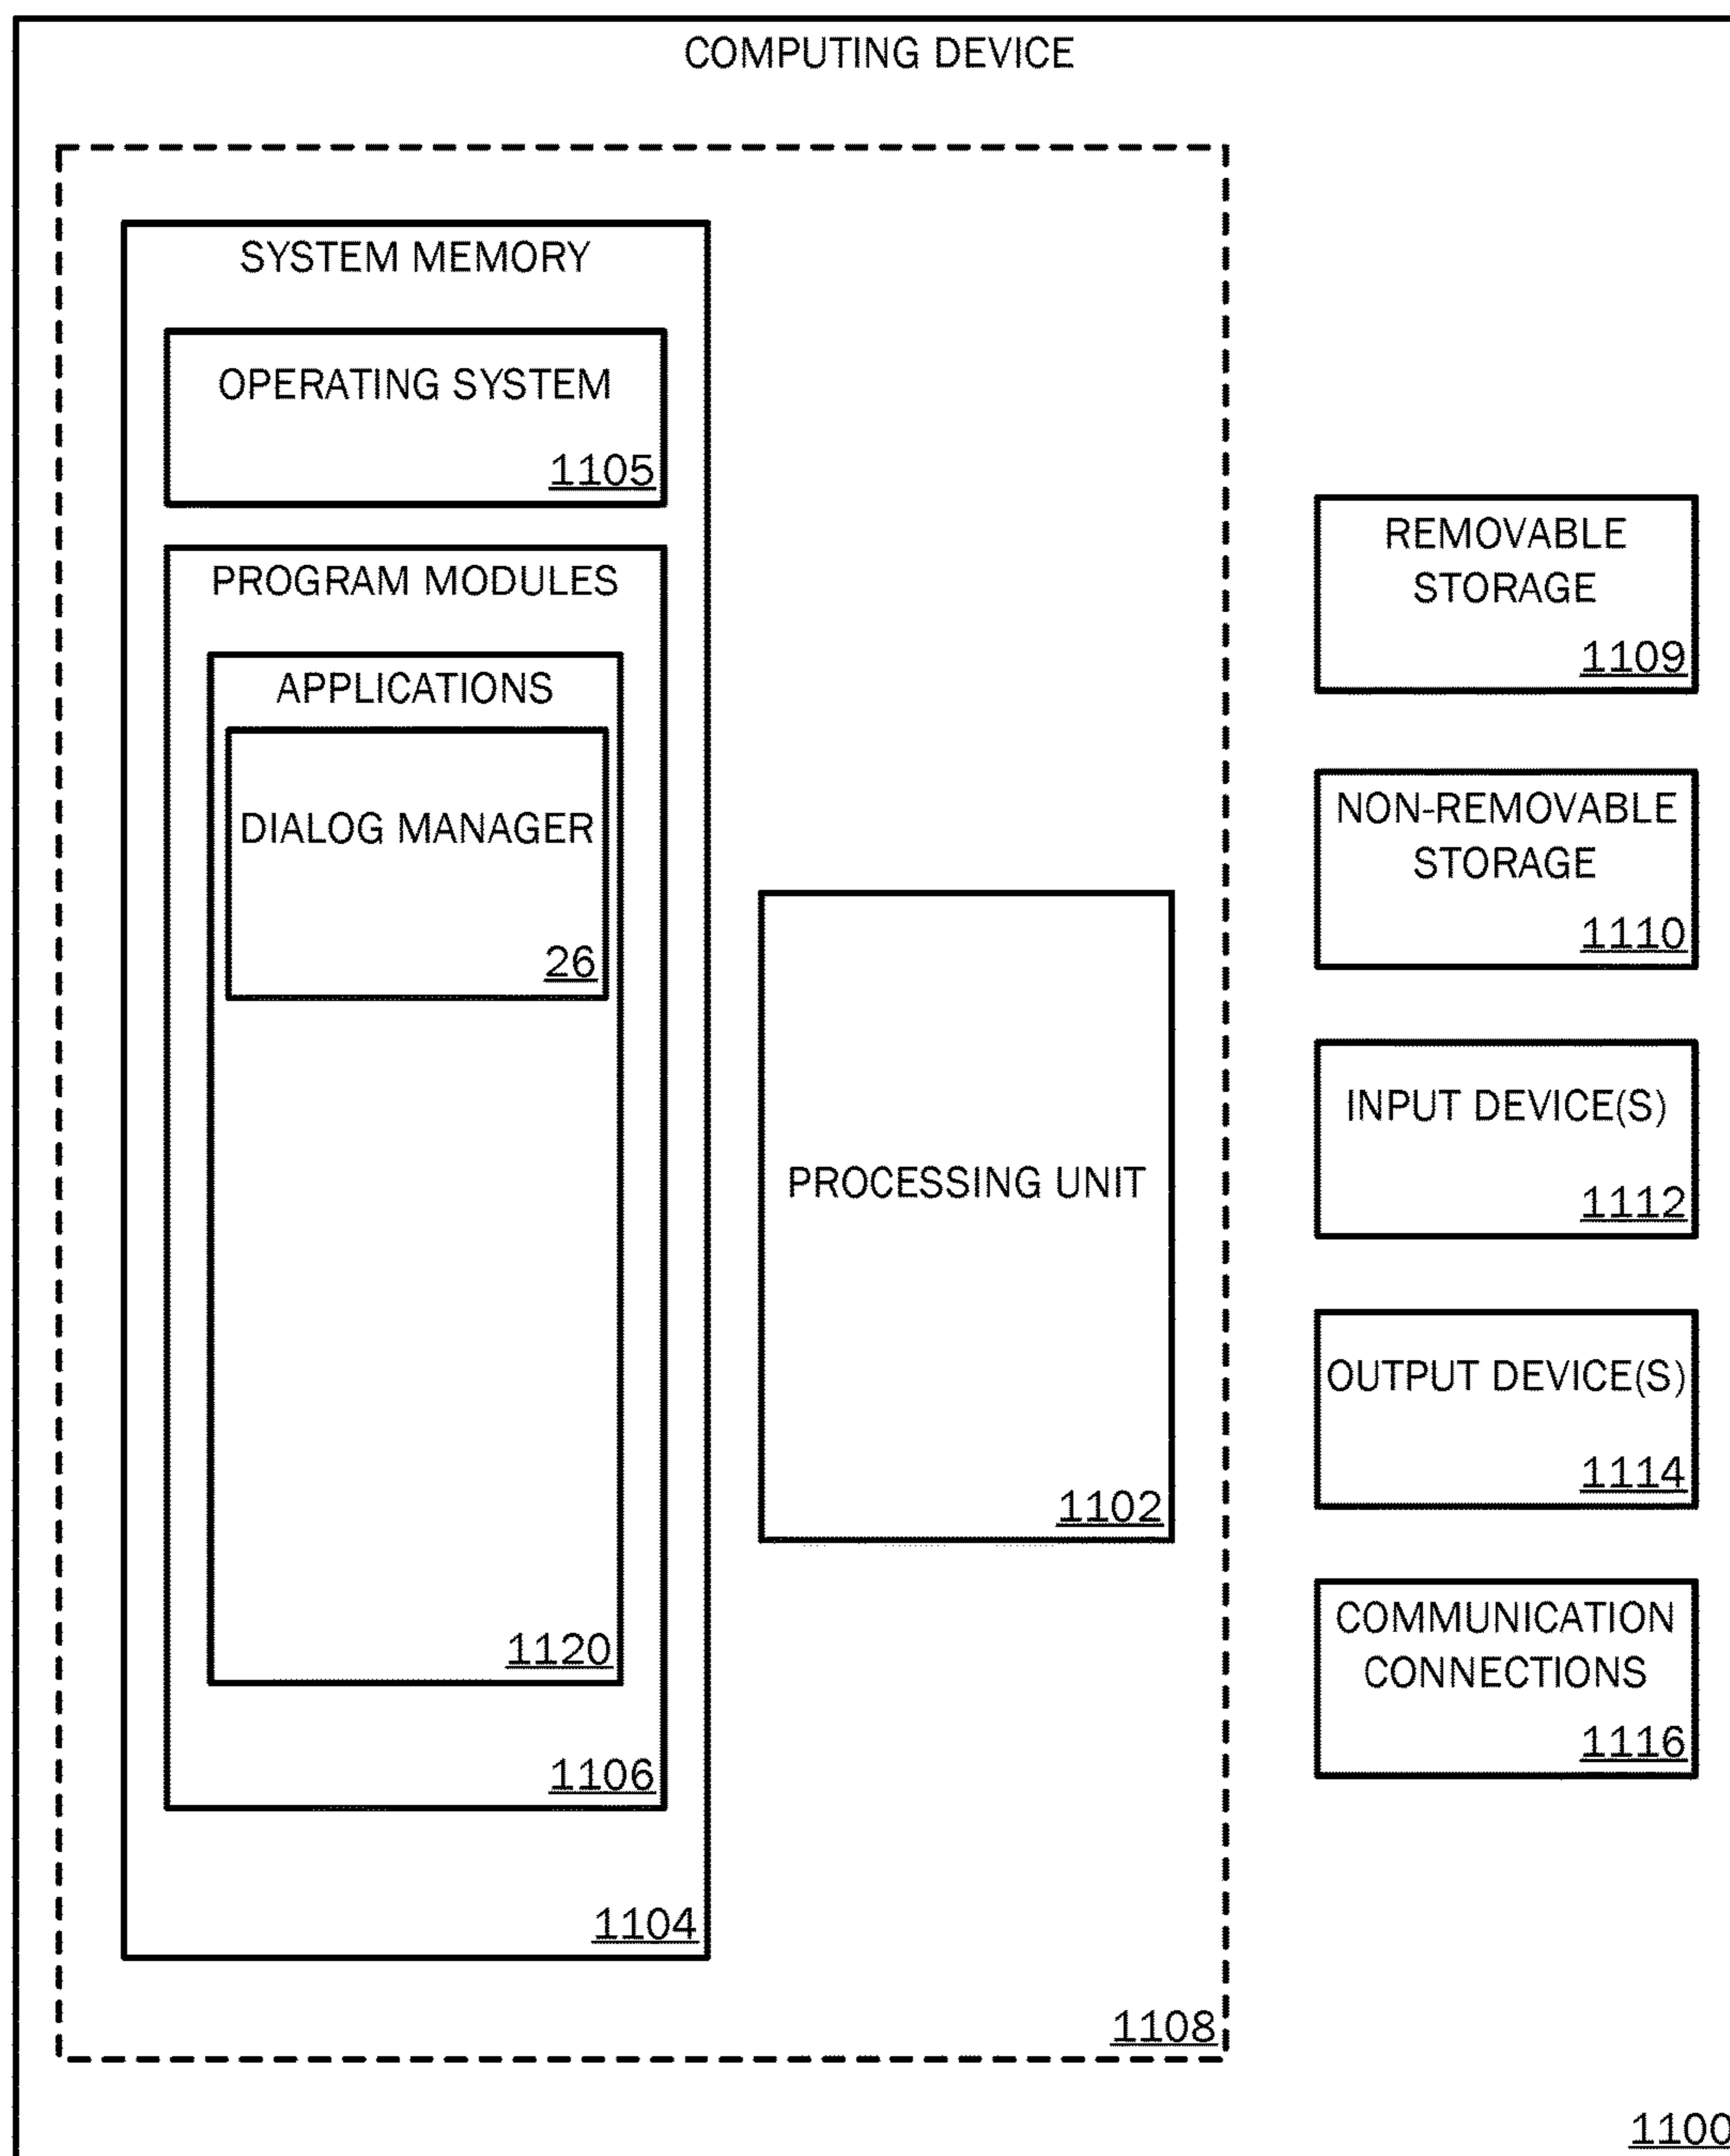 COMPUTING DEVICE
SYSTEM MEMORY
OPERATING SYSTEM
1105
PROGRAM MODULES
APPLICATIONS
DIALOG MANAGER
26
1120
1106
1104
PROCESSING UNIT
1102
1108
REMOVABLE
STORAGE
1109
NON-REMOVABLE
STORAGE
1110
INPUT DEVICE(S)
1112
OUTPUT DEVICE(S)
1114
COMMUNICATION
CONNECTIONS
1116
1100